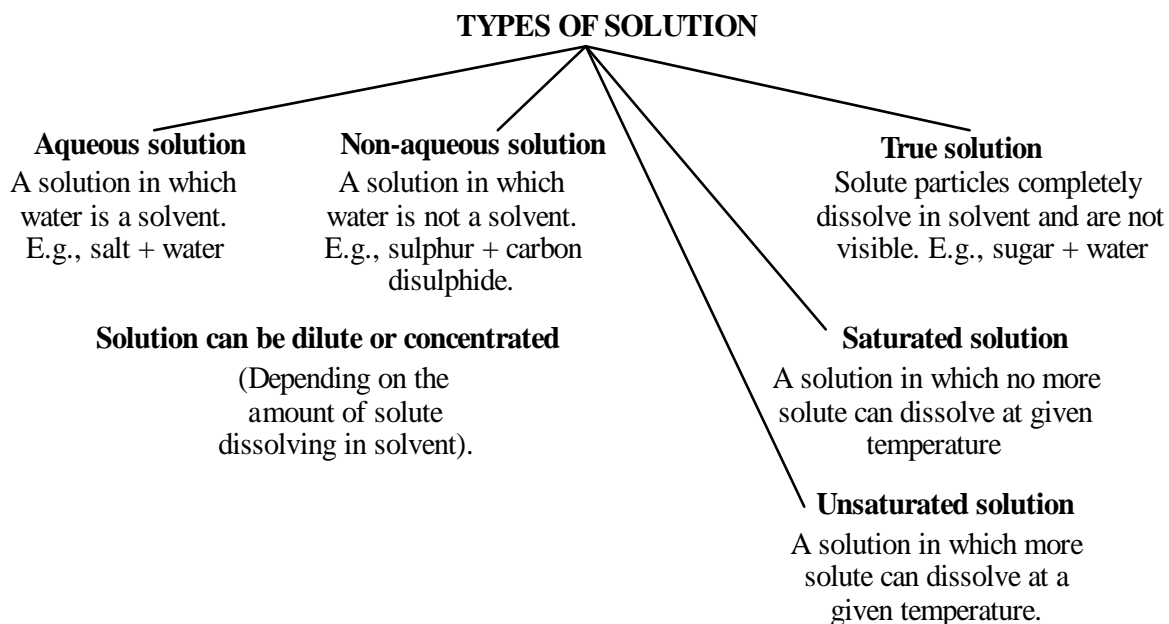 TYPES OF SOLUTION
Aqueous solution
A solution in which
water is a solvent.
E.g., salt + water
Non-aqueous solution
A solution in which
water is not a solvent.
E.g., sulphur + carbon
disulphide.
True solution
Solute particles completely
dissolve in solvent and are not
visible. E.g., sugar + water
Solution can be dilute or concentrated
(Depending on the
amount of solute
dissolving in solvent).
Saturated solution
A solution in which no more
solute can dissolve at given
temperature
Unsaturated solution
A solution in which more
solute can dissolve at a
given temperature.